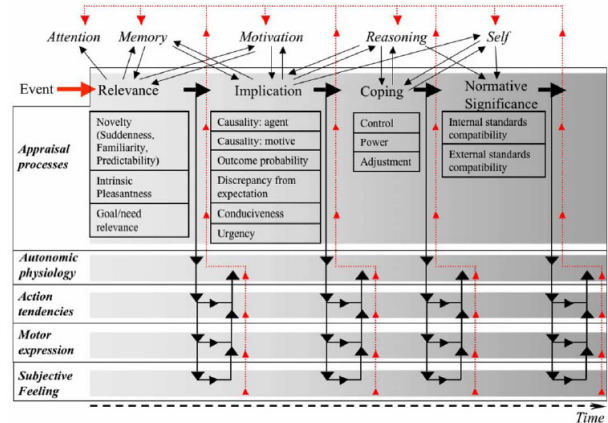 Attention Memory Motivation Reasoning Self
Event Relevance Implication Coping Normative
Significance
Appraisal
processes
Novelty
(Suddenness,
Familiarity,
Predictability)
Intrinsic
Pleasantness
Goal/need
relevance
Causality: agent
Causality: motive
Outcome probability
Discrepancy from
expectation
Conduciveness
Urgency
Control
Power
Adjustment
Internal standards
compatibility
External standards
compatibility
Autonomic
physiology
Action
tendencies
Motor
expression
Subjective
Feeling
Time